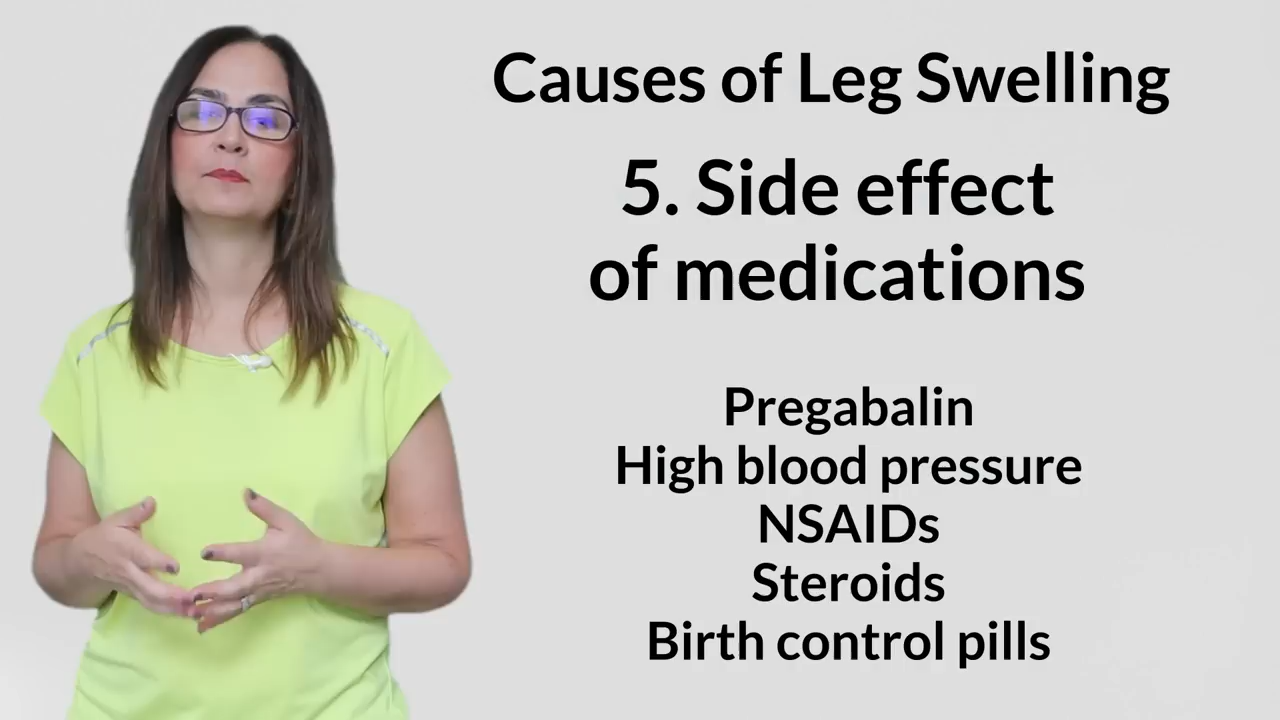 Causes of Leg Swelling
5. Side effect
of medications
Pregabalin
High blood pressure
NSAIDs
Steroids
Birth control pills